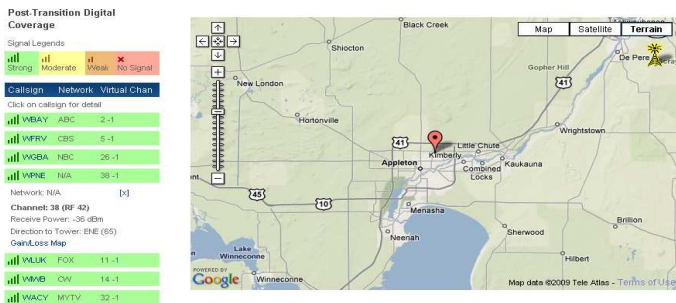 Post-Transition Digital
Coverage
Signal Legends
Strong Moderate Weak No Signal
Callsign Network Virtual Chan
Click on callsign for detail
WBAY ABC 2 -1
WFRV CBS 5 -1
WGBA NBC 26 -1
WPNE N/A 38 -1
Network: N/A [x]
Channel: 38 (RF 42)
Receive Power: -36 dBm
Direction to Tower: ENE (65)
Gain/Loss Map
WLUK FOX 11 -1
WIWB CW 14 -1
WACY MYTV 32 -1
Map Satellite Terrain
Black Creek
Shiocton
De Pere
Gopher Hill
41
New London
Hortonville
Wrightstown
41
Little Chute
Kimberly
Appleton
Combined
Locks
Kaukauna
45
10
Menasha
Brillion
Sherwood
Neenah
Lake
Winneconne
Hilbert
Winneconne
POWERED BY
Google
Map data ©2009 Tele Atlas - Terms of Use